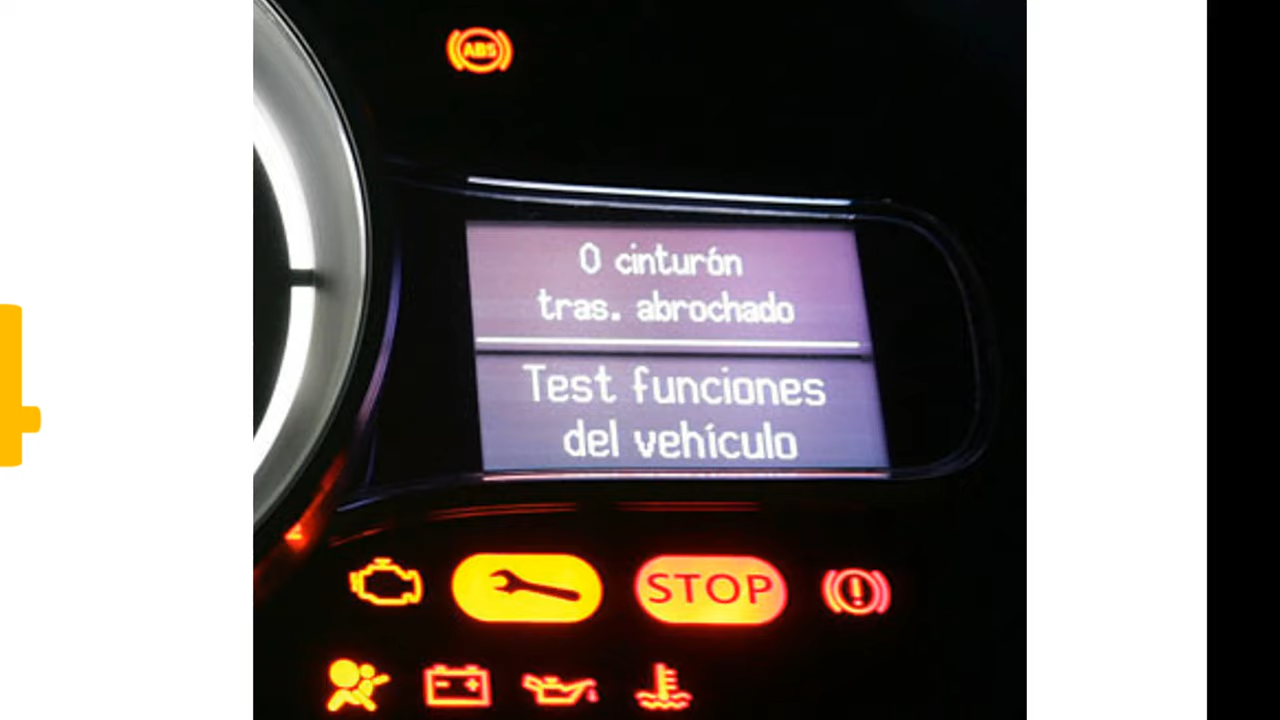 ABS
0 cinturón
tras. abrochado
Test funciones
del vehículo
STOP